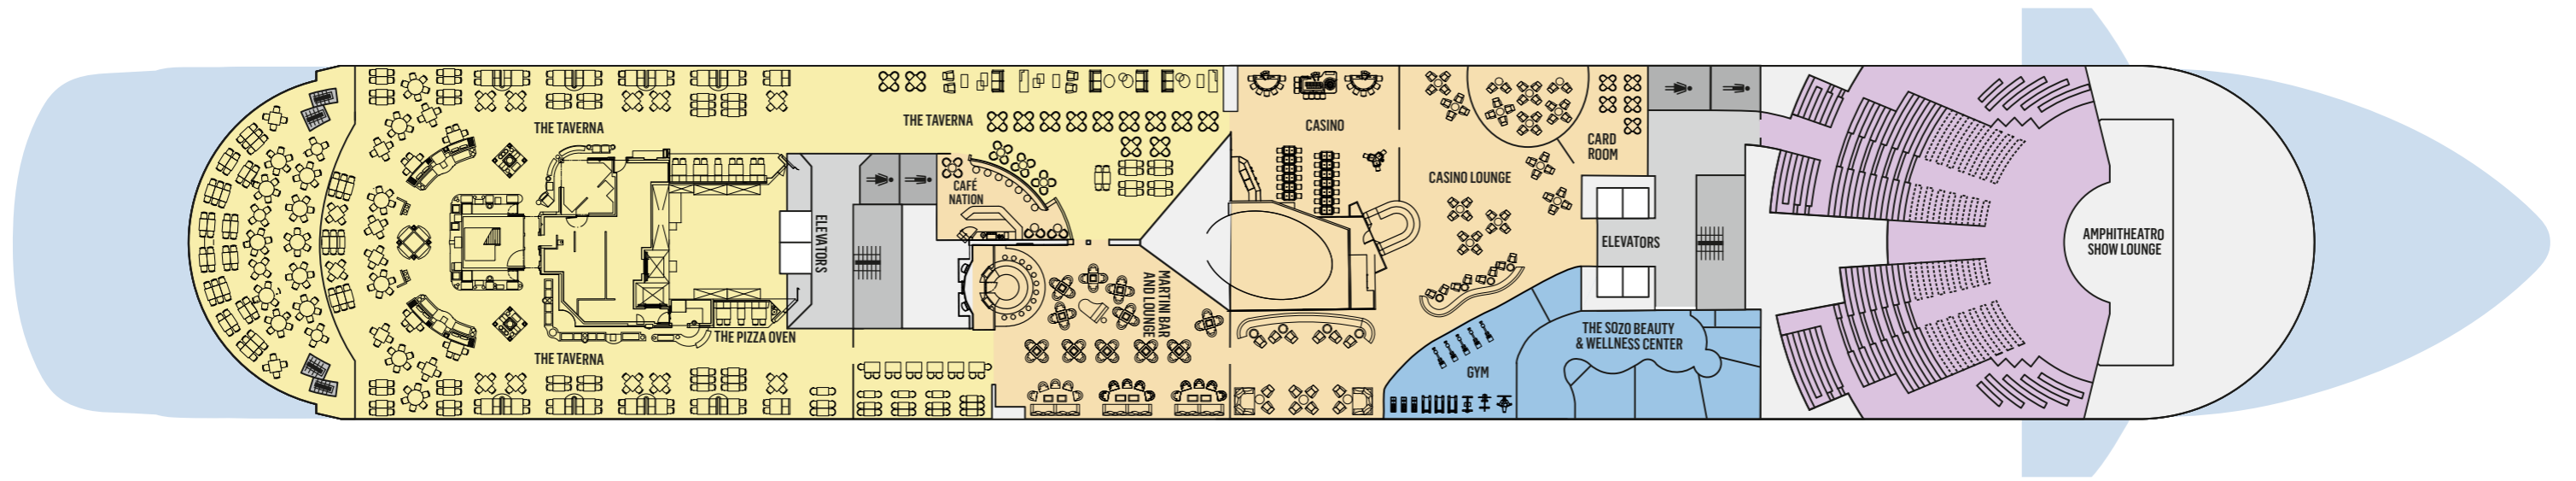 THE TAVERNA
THE TAVERNA
THE PIZZA OVEN
ELEVATORS
THE TAVERNA
CAFÉ
NATION
MARTINI BAR
AND LOUNGE
CASINO
CASINO LOUNGE
CARD
ROOM
ELEVATORS
THE SOZO BEAUTY
& WELLNESS CENTER
GYM
AMPHITHEATRO
SHOW LOUNGE